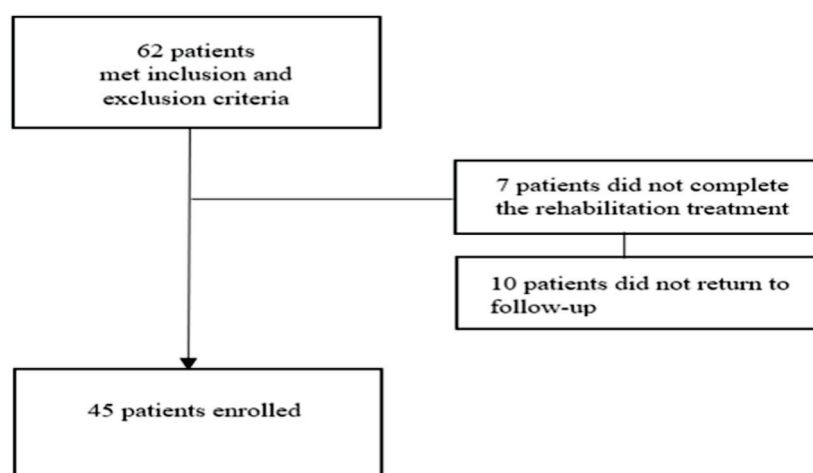 62 patients
met inclusion and
exclusion criteria
7 patients did not complete
the rehabilitation treatment
10 patients did not return to
follow-up
45 patients enrolled